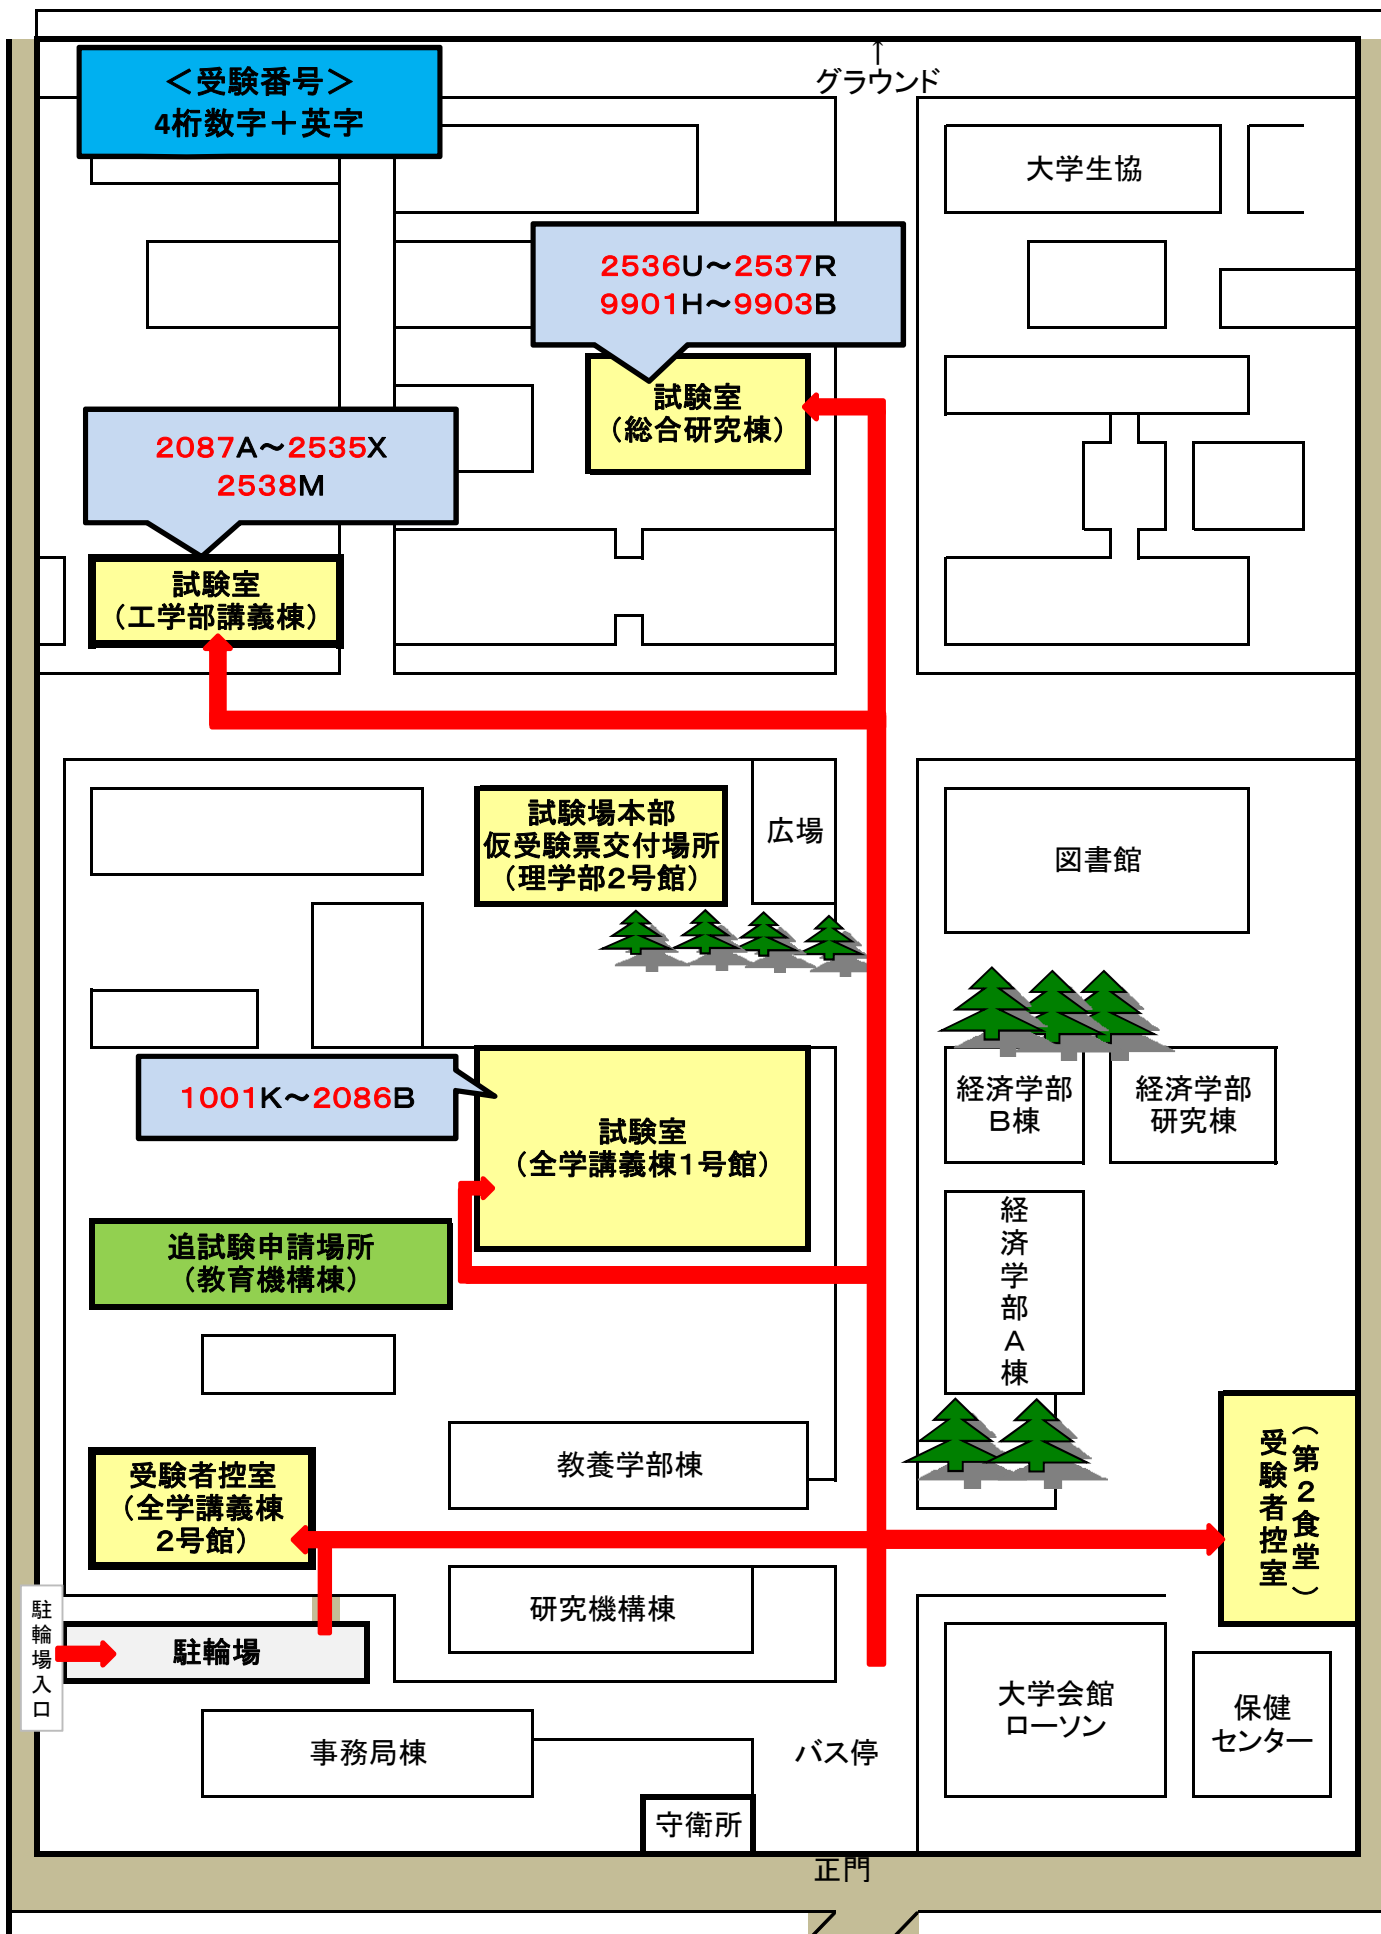 ＜受験番号＞
4桁数字＋英字
↑
グラウンド
大学生協
2536U～2537R
9901H～9903B
試験室
（総合研究棟）
2087A～2535X
2538M
試験室
（工学部講義棟）
試験場本部
仮受験票交付場所
（理学部2号館）
広場
図書館
1001K～2086B
試験室
（全学講義棟1号館）
経済学部
B棟
経済学部
研究棟
追試験申請場所
（教育機構棟）
経済学部A棟
教養学部棟
受験者控室
（全学講義棟
2号館）
受験者控室
（第2食堂）
研究機構棟
駐輪場入口
駐輪場
大学会館
ローソン
保健
センター
事務局棟
バス停
守衛所
正門